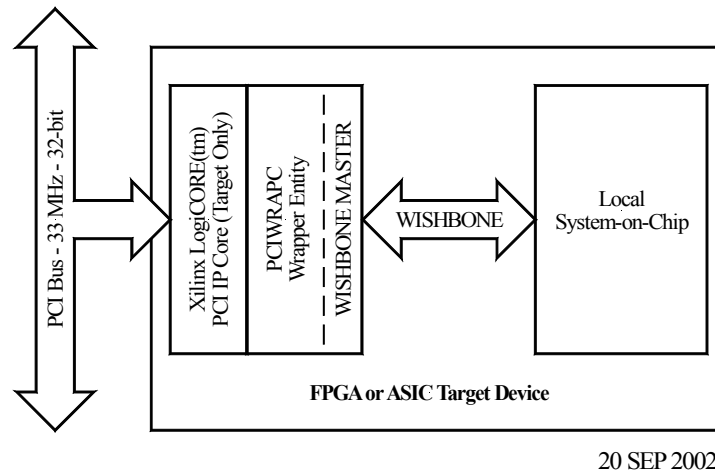 PCI Bus - 33 MHz - 32-bit
Xilinx LogiCORE(tm)
PCI IP Core (Target Only)
PCIWRAPC
Wrapper Entity
WISHBONE MASTER
WISHBONE
Local
System-on-Chip
FPGA or ASIC Target Device
20 SEP 2002